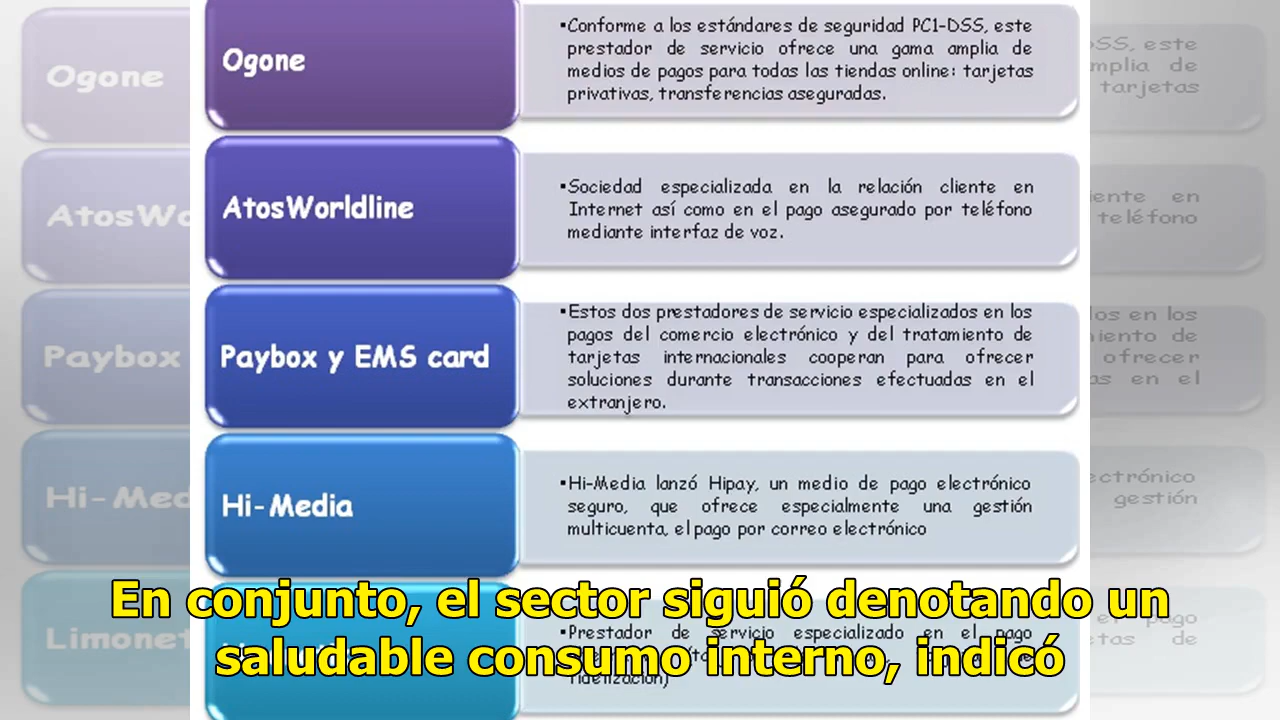 Ogone
•Conforme a los estándares de seguridad PC1-DSS, este
prestador de servicio ofrece una gama amplia de
medios de pagos para todas las tiendas online: tarjetas
privativas, transferencias aseguradas.
AtosWorldline
•Sociedad especializada en la relación cliente en
Internet así como en el pago asegurado por teléfono
mediante interfaz de voz.
Paybox y EMS card
•Estos dos prestadores de servicio especializados en los
pagos del comercio electrónico y del tratamiento de
tarjetas internacionales cooperan para ofrecer
soluciones durante transacciones efectuadas en el
extranjero.
Hi-Media
•Hi-Media lanzó Hipay, un medio de pago electrónico
seguro, que ofrece especialmente una gestión
multicuenta, el pago por correo electrónico
•Prestador de servicio especializado en el pago
fidelización)
En conjunto, el sector siguió denotando un
saludable consumo interno, indicó